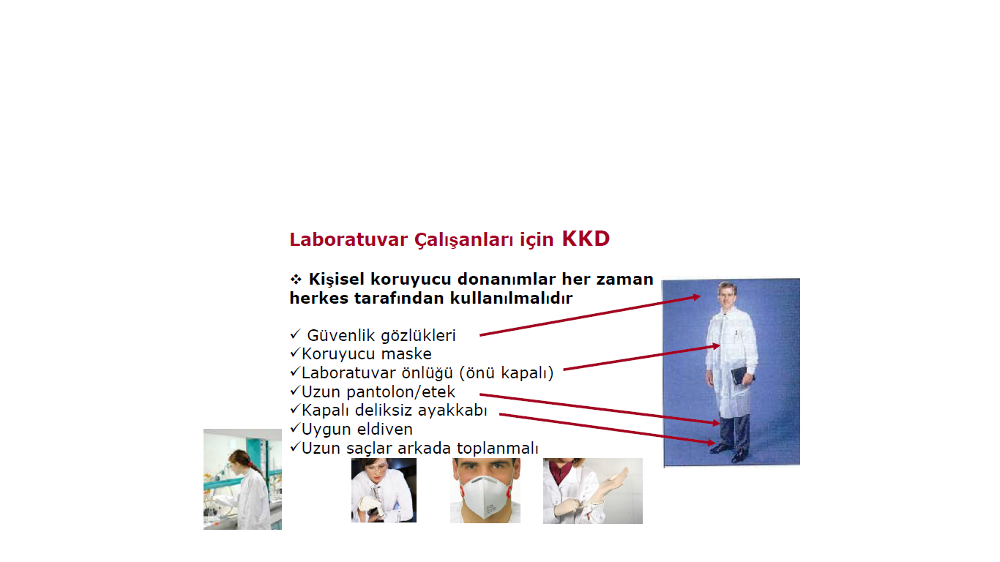 Laboratuvar Çalışanları için KKD
❖ Kişisel koruyucu donanımlar her zaman
herkes tarafından kullanılmalıdır
✓ Güvenlik gözlükleri
✓Koruyucu maske
✓Laboratuvar önlüğü (önü kapalı)
✓Uzun pantolon/etek
✓Kapalı deliksiz ayakkabı
✓Uygun eldiven
✓Uzun saçlar arkada toplanmalı